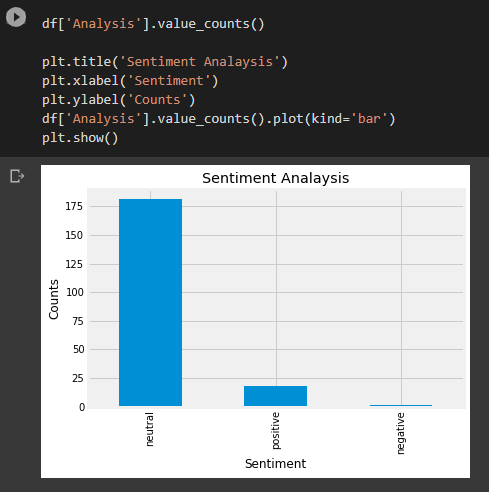 df['Analysis'].value_counts()
plt.title('Sentiment Analaysis')
plt.xlabel('Sentiment')
plt.ylabel('Counts')
df['Analysis'].value_counts().plot(kind='bar')
plt.show()
Sentiment Analaysis
175
150
125
100
75
50
25
0
Counts
neutral
positive
negative
Sentiment